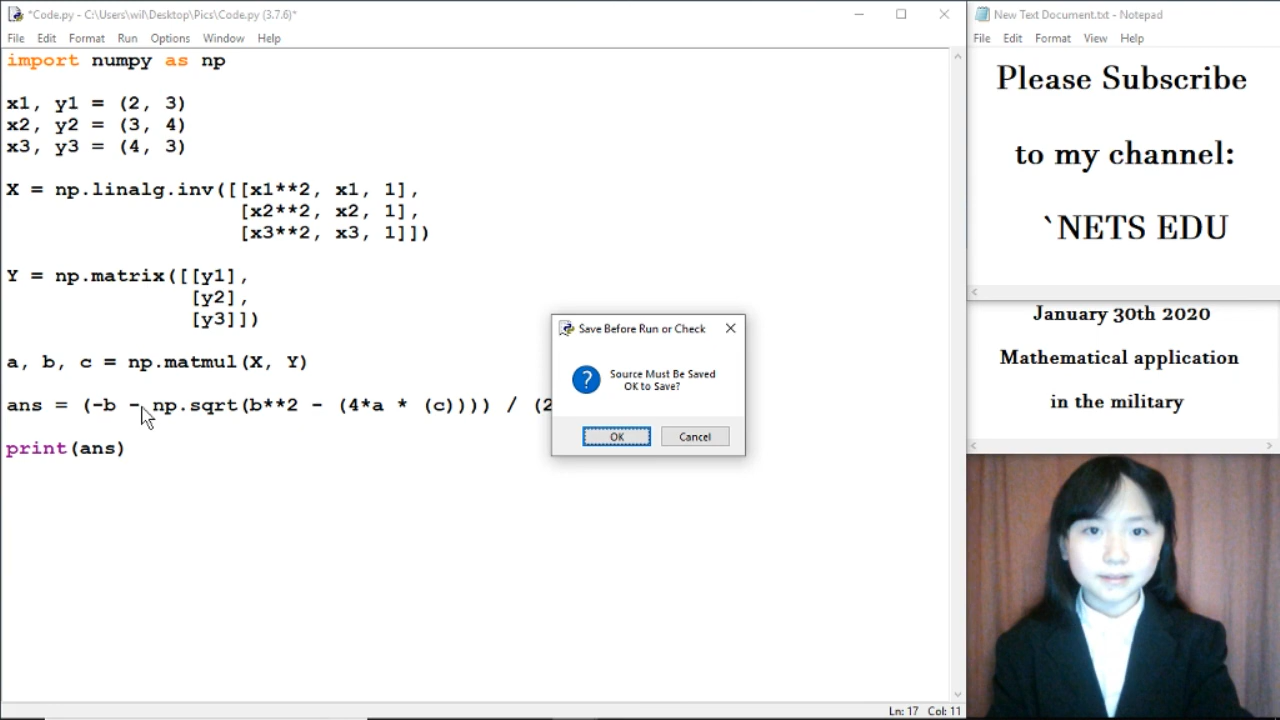 *Code.py - C:\Users\wil\Desktop\Pics\Code.py (3.7.6)*
File Edit Format Run Options Window Help
import numpy as np
x1, y1 = (2, 3)
x2, y2 = (3, 4)
x3, y3 = (4, 3)
X = np.linalg.inv([[x1**2, x1, 1],
[x2**2, x2, 1],
[x3**2, x3, 1]])
Y = np.matrix([[y1],
[y2],
[y3]])
a, b, c = np.matmul(X, Y)
ans = (-b - np.sqrt(b**2 - (4*a * (c)))) / (2
print(ans)
Ln: 17 Col: 11
Save Before Run or Check
Source Must Be Saved
OK to Save?
OK Cancel
New Text Document.txt - Notepad
File Edit Format View Help
Please Subscribe
to my channel:
`NETS EDU
January 30th 2020
Mathematical application
in the military